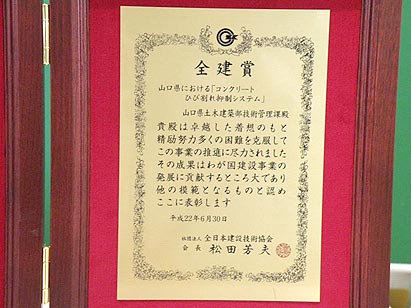 全建賞
山口県における「コンクリート
ひび割れ抑制システム」
山口県土木建築部技術管理課殿
貴殿は卓越した着想のもと
精励努力多くの困難を克服して
この事業の推進に尽力されました
その成果はわが国建設事業の
発展に貢献するところ大であり
他の模範となるものと認め
ここに表彰します
平成22年6月30日
社団法人 全日本建設技術協会
会長 松田芳夫